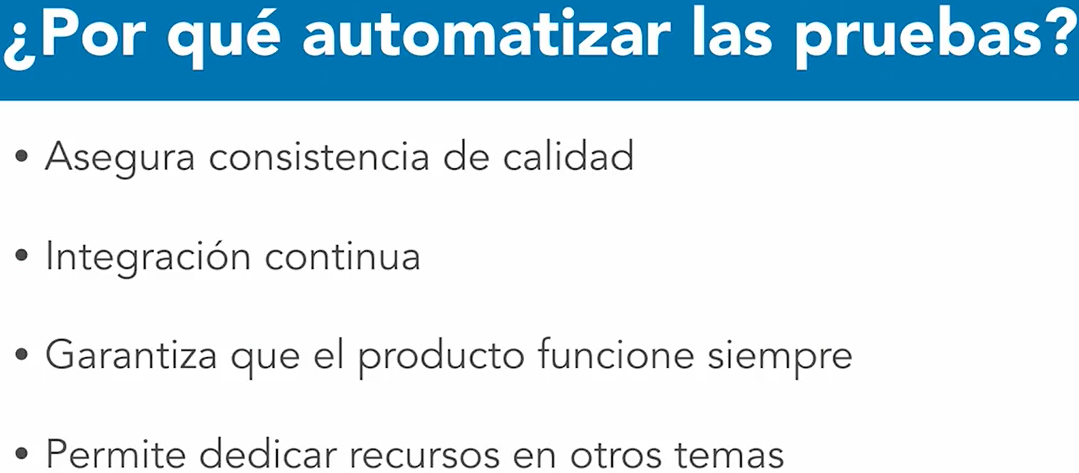 ¿Por qué automatizar las pruebas?
• Asegura consistencia de calidad
• Integración continua
• Garantiza que el producto funcione siempre
• Permite dedicar recursos en otros temas